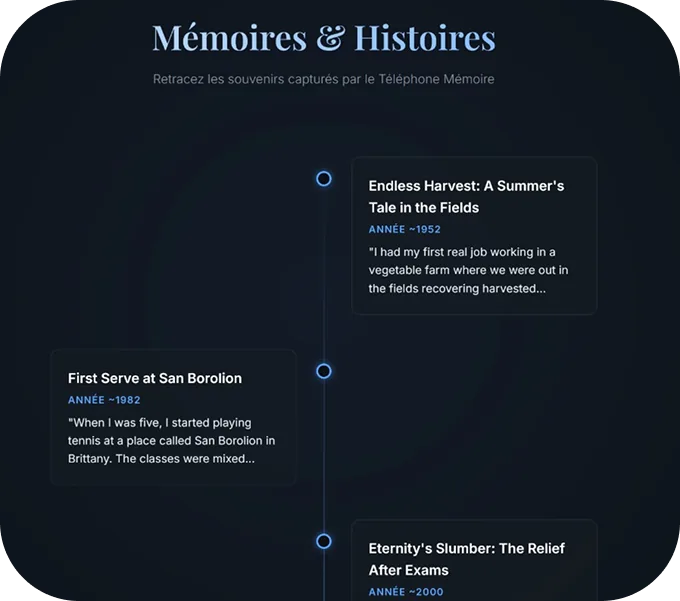 Mémoires & Histoires
Retracez les souvenirs capturés par le Téléphone Mémoire
Endless Harvest: A Summer's
Tale in the Fields
ANNÉE ~1952
"I had my first real job working in a
vegetable farm where we were out in
the fields recovering harvested...
First Serve at San Borolion
ANNÉE ~1982
"When I was five, I started playing
tennis at a place called San Borolion in
Brittany. The classes were mixed...
Eternity's Slumber: The Relief
After Exams
ANNÉE ~2000